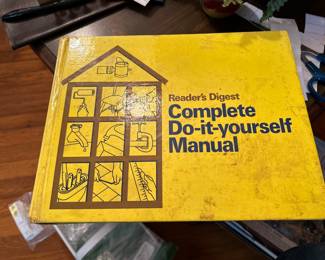 Reader's Digest
Complete
Do-it-yourself
Manual